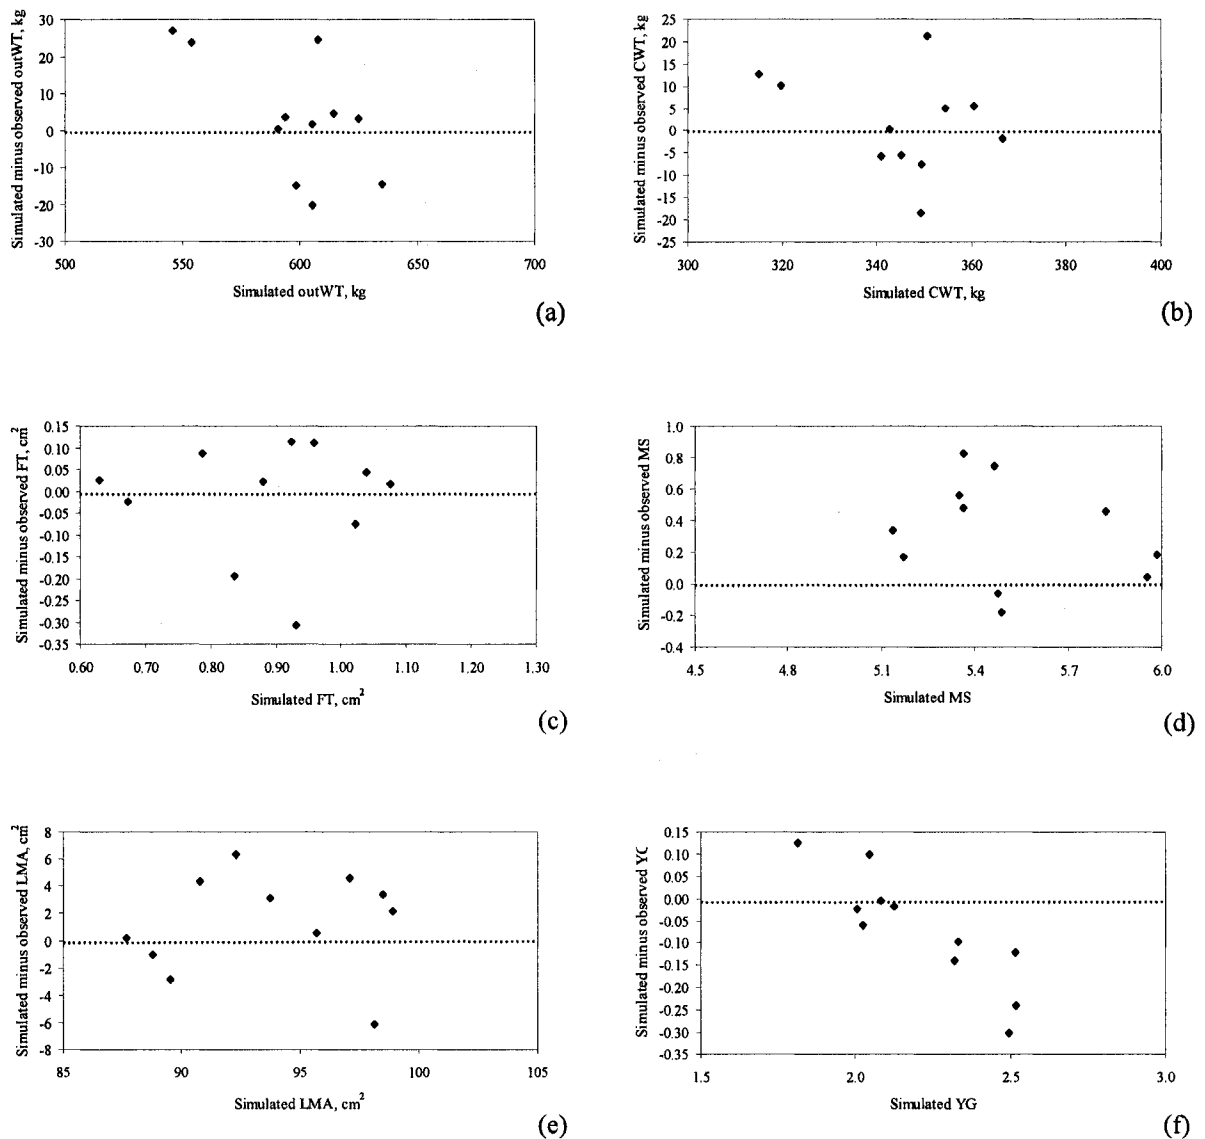 Simulated minus observed outWT, kg
30
20
10
0
-10
-20
-30
500 550 600 650 700
Simulated outWT, kg
(a)
Simulated minus observed CWT, kg
25
20
15
10
5
0
-5
-10
-15
-20
-25
300 320 340 360 380 400
Simulated CWT, kg
(b)
Simulated minus observed FT, cm²
0.15
0.10
0.05
0.00
-0.05
-0.10
-0.15
-0.20
-0.25
-0.30
-0.35
0.60 0.70 0.80 0.90 1.00 1.10 1.20 1.30
Simulated FT, cm²
(c)
Simulated minus observed MS
1.0
0.8
0.6
0.4
0.2
0.0
-0.2
-0.4
4.5 4.8 5.1 5.4 5.7 6.0
Simulated MS
(d)
Simulated minus observed LMA, cm²
8
6
4
2
0
-2
-4
-6
-8
85 90 95 100 105
Simulated LMA, cm²
(e)
Simulated minus observed YG
0.15
0.10
0.05
0.00
-0.05
-0.10
-0.15
-0.20
-0.25
-0.30
-0.35
1.5 2.0 2.5 3.0
Simulated YG
(f)